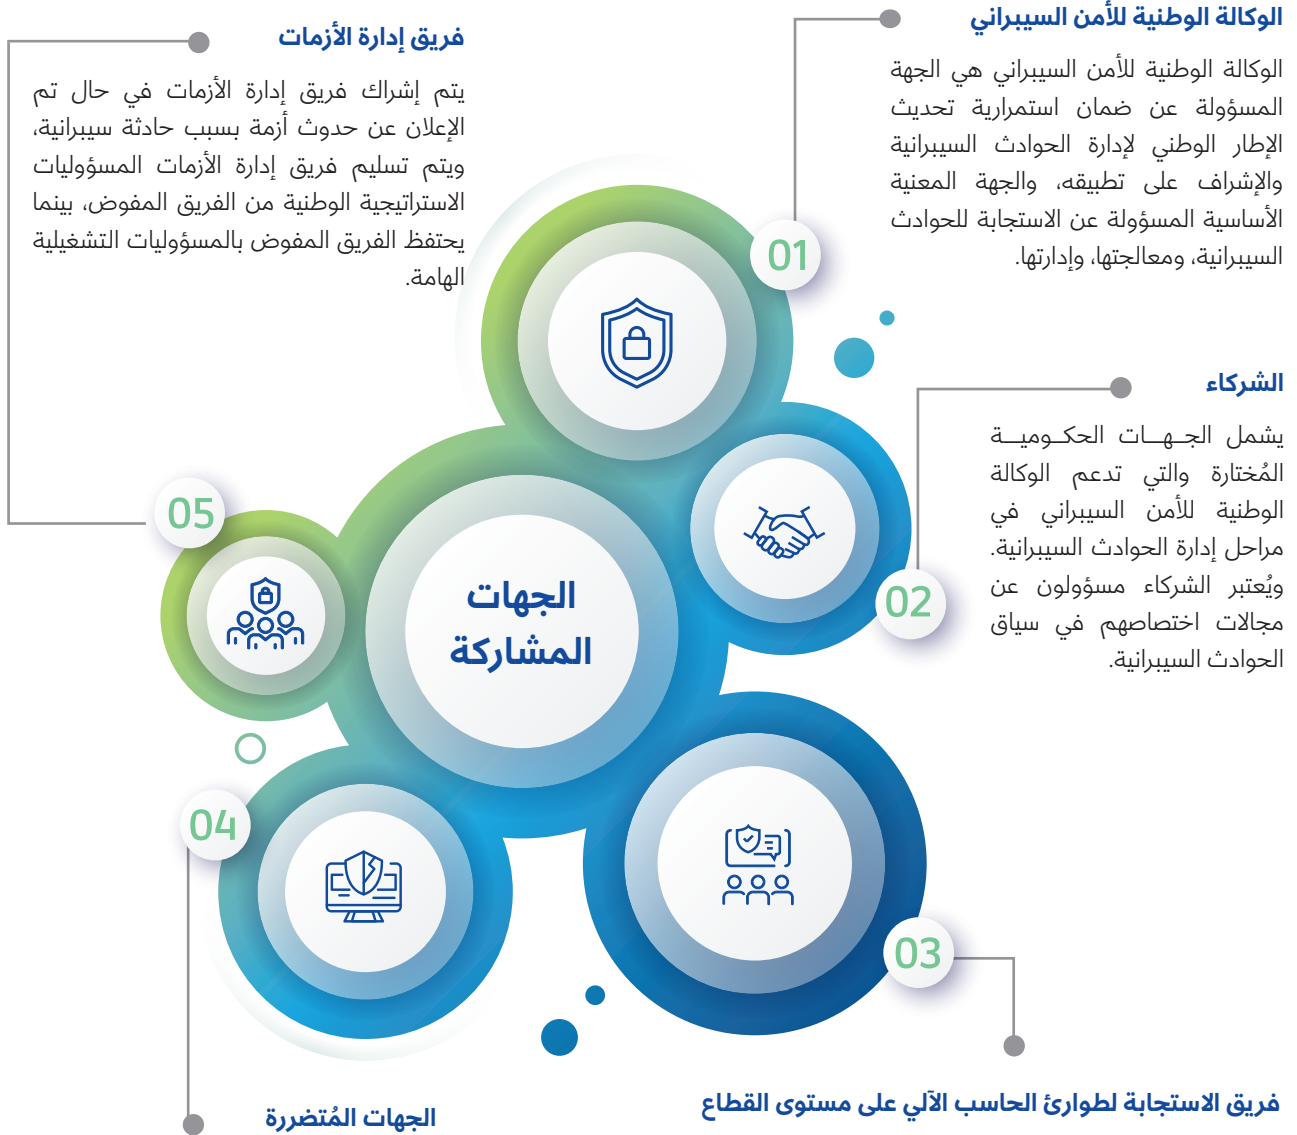 الوكالة الوطنية للأمن السيبراني
الوكالة الوطنية للأمن السيبراني هي الجهة
المسؤولة عن ضمان استمرارية تحديث
الإطار الوطني لإدارة الحوادث السيبرانية
والإشراف على تطبيقه، والجهة المعنية
الأساسية المسؤولة عن الاستجابة للحوادث
السيبرانية، ومعالجتها، وإدارتها.
01
الشركاء
يشمل الجـهــات الحكــوميــة
المُختارة والتي تدعم الوكالة
الوطنية للأمن السيبراني في
مراحل إدارة الحوادث السيبرانية.
ويُعتبر الشركاء مسؤولون عن
مجالات اختصاصهم في سياق
الحوادث السيبرانية.
02
الجهات
المشاركة
03
فريق الاستجابة لطوارئ الحاسب الآلي على مستوى القطاع
04
الجهات المُتضررة
05
فريق إدارة الأزمات
يتم إشراك فريق إدارة الأزمات في حال تم
الإعلان عن حدوث أزمة بسبب حادثة سيبرانية،
ويتم تسليم فريق إدارة الأزمات المسؤوليات
الاستراتيجية الوطنية من الفريق المفوض، بينما
يحتفظ الفريق المفوض بالمسؤوليات التشغيلية
الهامة.